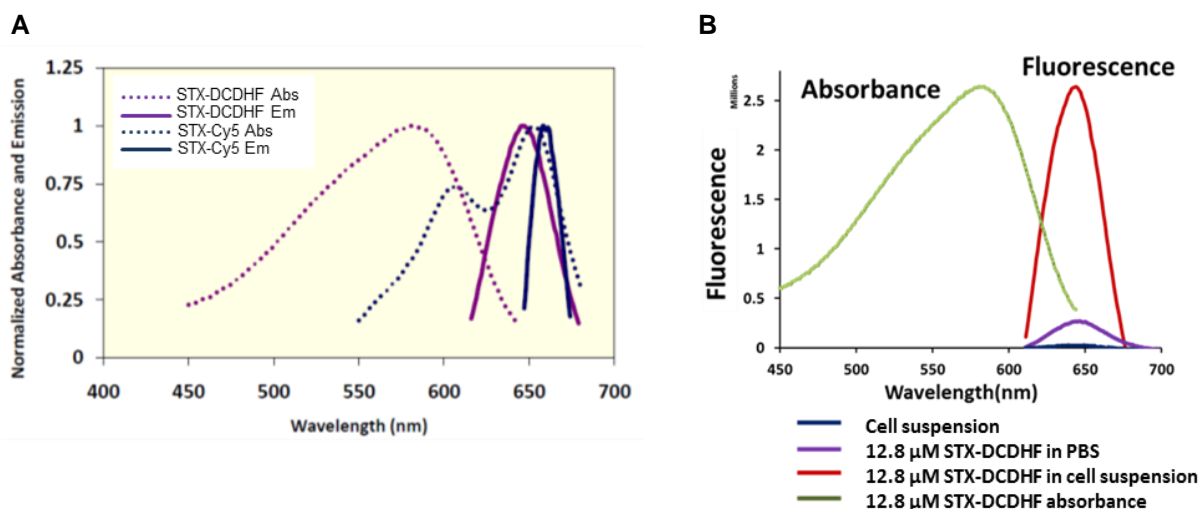 A
Normalized Absorbance and Emission
1.25
1
0.75
0.5
0.25
0
STX-DCDHF Abs
STX-DCDHF Em
STX-Cy5 Abs
STX-Cy5 Em
400 450 500 550 600 650 700
Wavelength (nm)
B
Fluorescence
Millions
Absorbance
Fluorescence
2.5
2
1.5
1
0.5
0
450 500 550 600 650 700
Wavelength(nm)
Cell suspension
12.8 µM STX-DCDHF in PBS
12.8 µM STX-DCDHF in cell suspension
12.8 µM STX-DCDHF absorbance